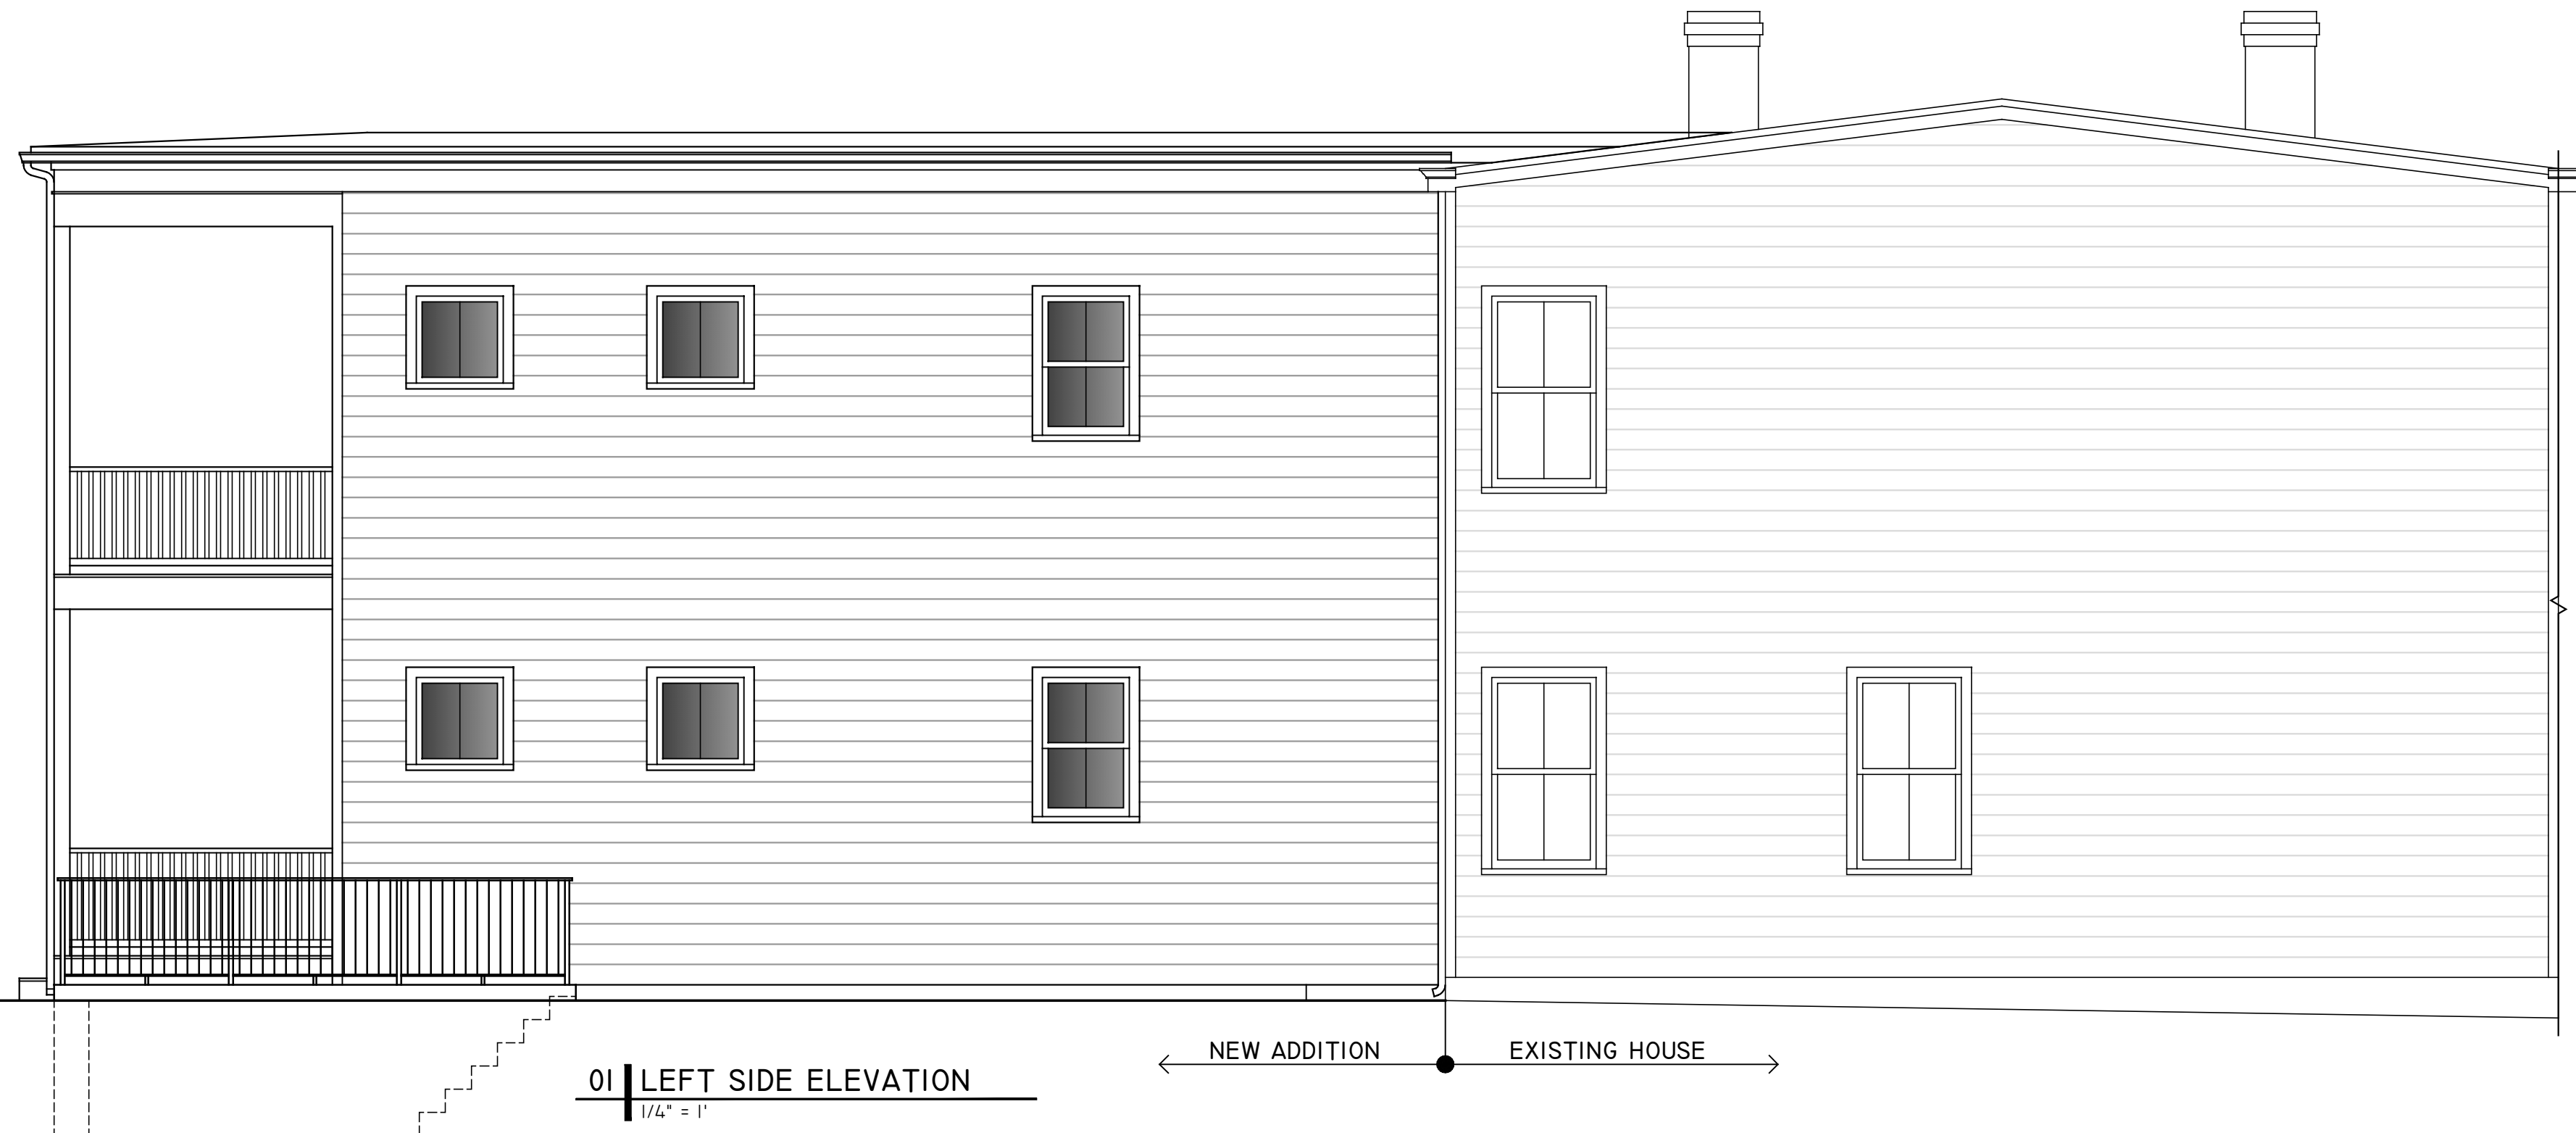 NEW ADDITION
EXISTING HOUSE
01 LEFT SIDE ELEVATION
1/4" = 1'